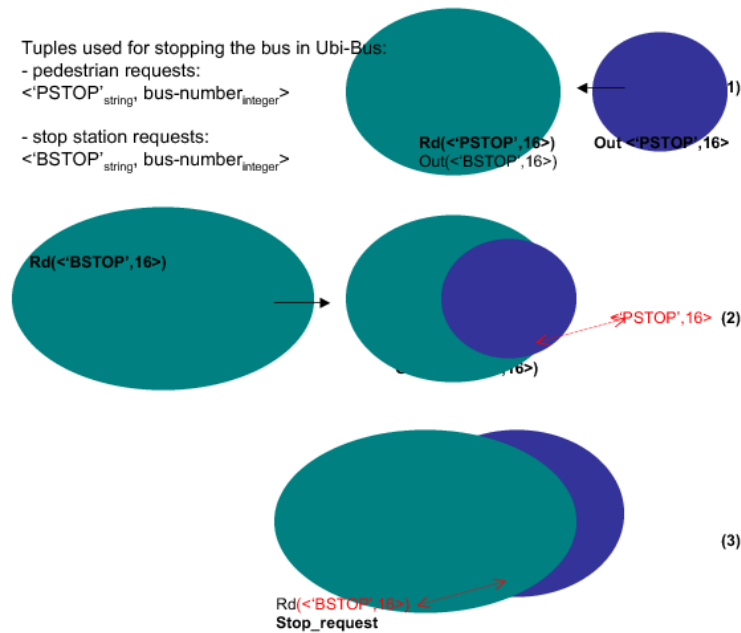 Tuples used for stopping the bus in Ubi-Bus:
- pedestrian requests:
<‘PSTOP’string, bus-numberinteger>
- stop station requests:
<‘BSTOP’string, bus-numberinteger>
1)
Rd(<‘PSTOP’,16>)
Out(<‘BSTOP’,16>)
Out <‘PSTOP’,16>
Rd(<‘BSTOP’,16>)
<‘PSTOP’,16> (2)
16>)
(3)
Rd(<‘BSTOP’,16>)
Stop_request